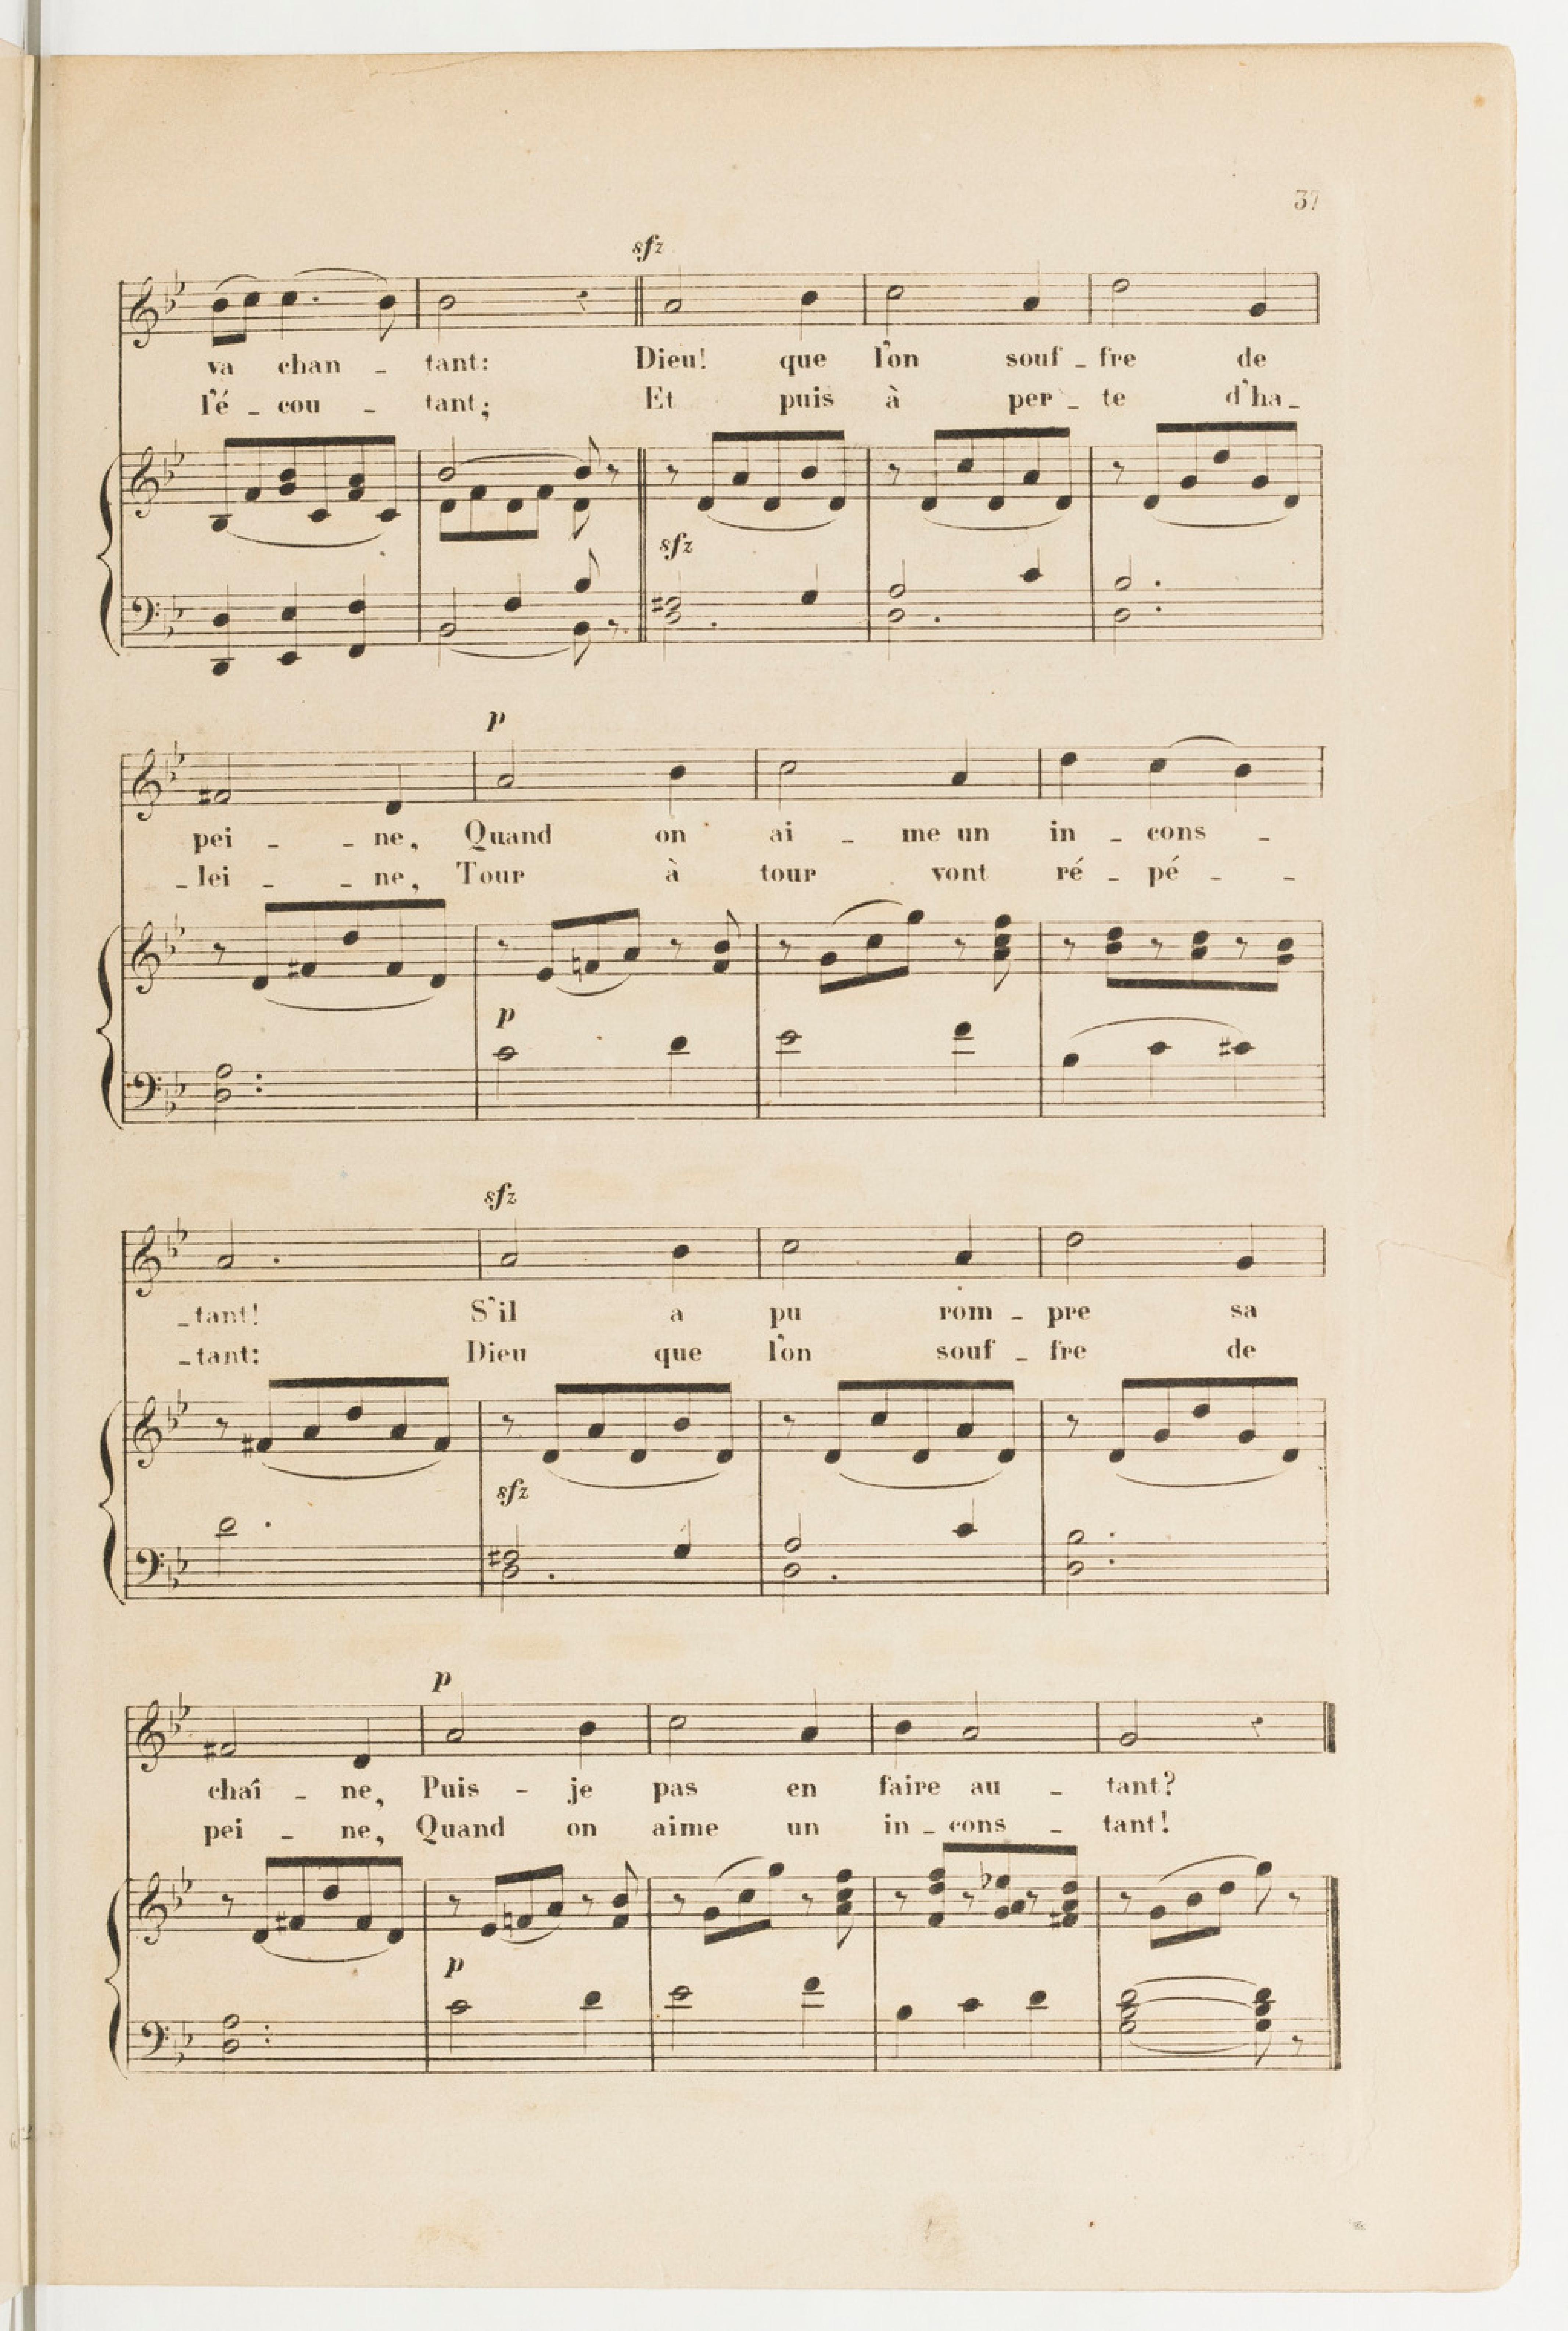 37
sfz
va chan - tant: Dieu! que l'on souf - fre de
l'é - cou - tant; Et puis à per - te d'ha -
sfz
p
pei - - ne, Quand on ai - me un in - cons -
- lei - - ne, Tour à tour vont ré - pé - -
p
sfz
- tant! S'il a pu rom - pre sa
- tant: Dieu que l'on souf - fre de
sfz
p
chaî - ne, Puis - je pas en faire au - tant?
pei - ne, Quand on aime un in - cons - tant!
p